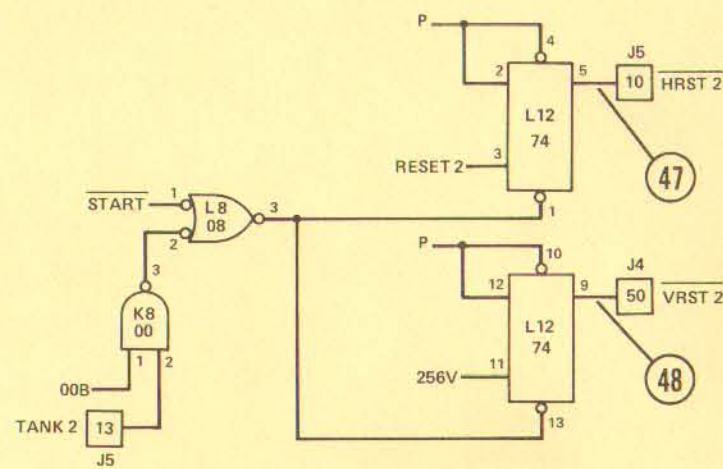 P
4
2
5
J5
10
HRST 2
L12
74
3
RESET 2
47
1
START
1
L8
08
3
2
P
10
12
9
J4
50
VRST 2
L12
74
11
256V
48
13
3
K8
00
1
2
00B
TANK 2
13
J5